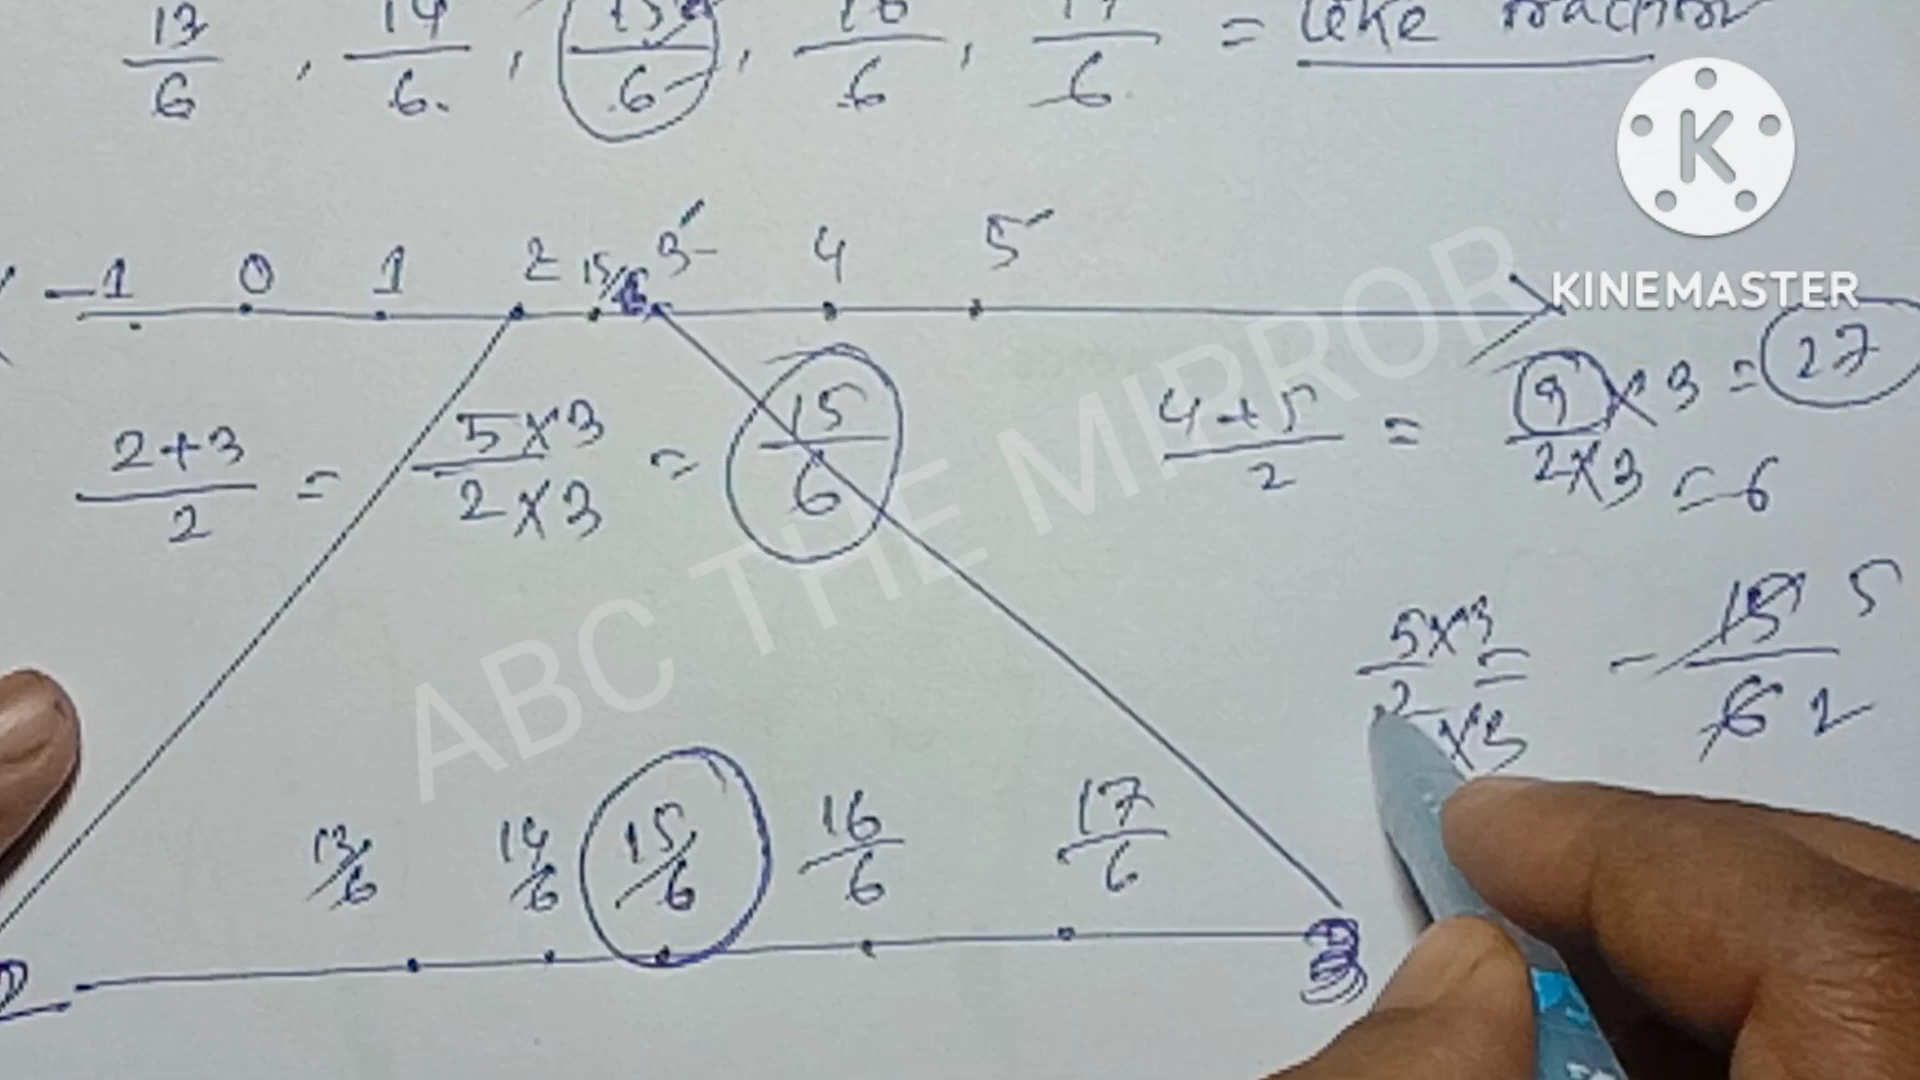 13/6, 14/6, 15/6, 16/6, 17/6 = like fraction
K
KINEMASTER
-1 0 1 2 15/6 3 4 5
(2+3)/2 = (5×3)/(2×3) = 15/6
(4+5)/2 = (9×3)/(2×3) = 27
= 6
ABC THE MIRROR
(5×3)/(2×3) = 15/6 5/2
13/6 14/6 15/6 16/6 17/6
2 3